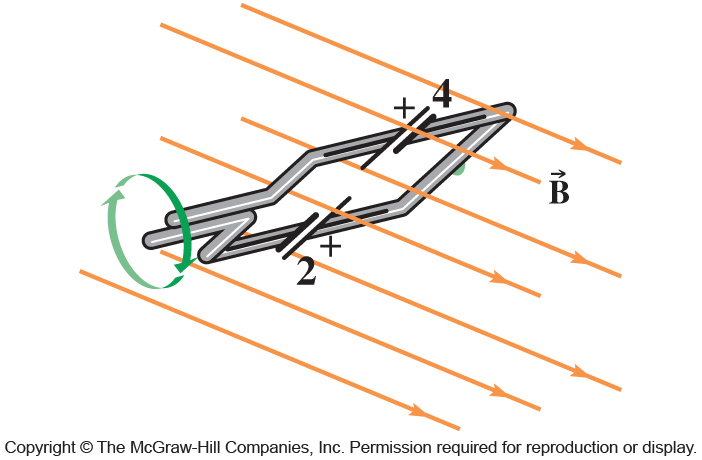 + 4
B⃗
+
2
Copyright © The McGraw-Hill Companies, Inc. Permission required for reproduction or display.